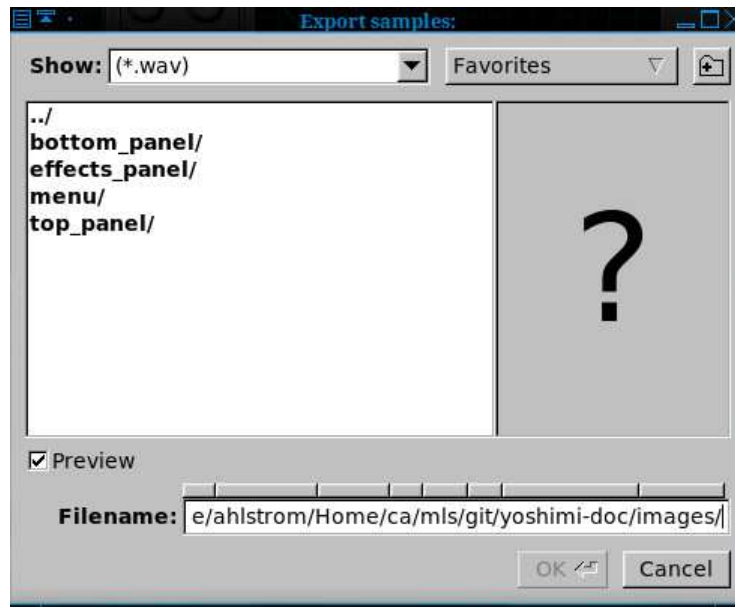 Export samples:
Show: (*.wav) Favorites
../
bottom_panel/
effects_panel/
menu/
top_panel/
?
Preview
Filename: e/ahlstrom/Home/ca/mls/git/yoshimi-doc/images/
OK Cancel